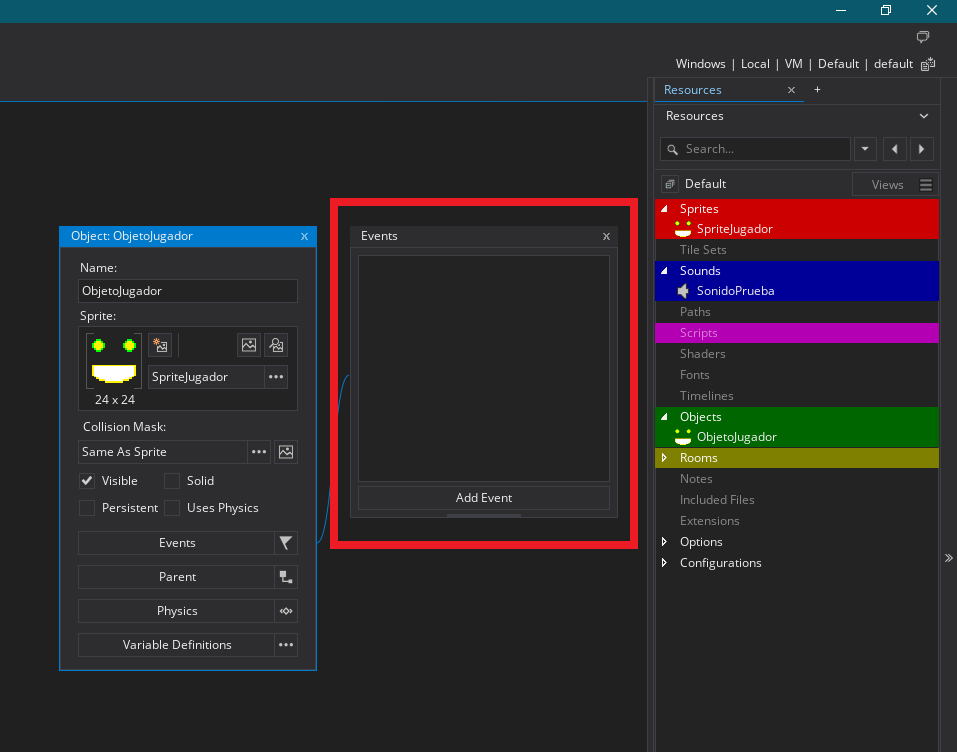 Windows | Local | VM | Default | default
Resources
Resources
Search...
Default
Views
Sprites
SpriteJugador
Tile Sets
Sounds
SonidoPrueba
Paths
Scripts
Shaders
Fonts
Timelines
Objects
ObjetoJugador
Rooms
Notes
Included Files
Extensions
Options
Configurations
Object: ObjetoJugador
Name:
ObjetoJugador
Sprite:
SpriteJugador
24 x 24
Collision Mask:
Same As Sprite
Visible Solid
Persistent Uses Physics
Events
Parent
Physics
Variable Definitions
Events
Add Event